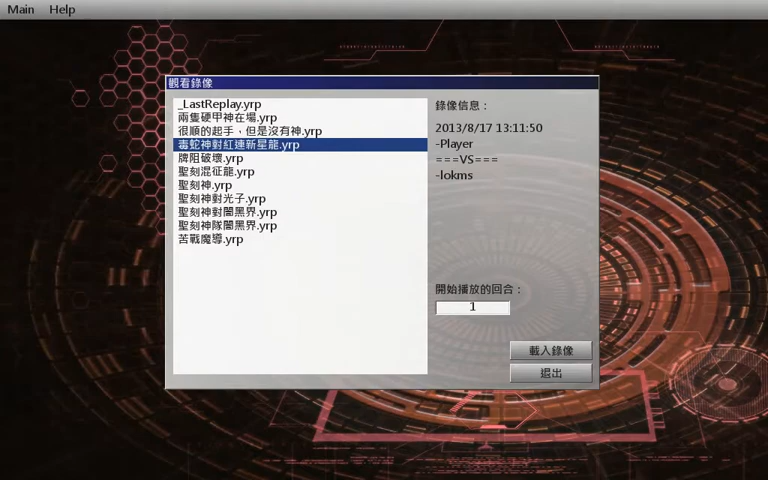 Main Help
觀看錄像
_LastReplay.yrp
兩隻硬甲神在場.yrp
很順的起手，但是沒有神.yrp
毒蛇神對紅連新星龍.yrp
牌阻破壞.yrp
聖刻混征龍.yrp
聖刻神.yrp
聖刻神對光子.yrp
聖刻神對闇黑界.yrp
聖刻神隊闇黑界.yrp
苦戰魔導.yrp
錄像信息：
2013/8/17 13:11:50
-Player
===VS===
-lokms
開始播放的回合：
1
載入錄像
退出